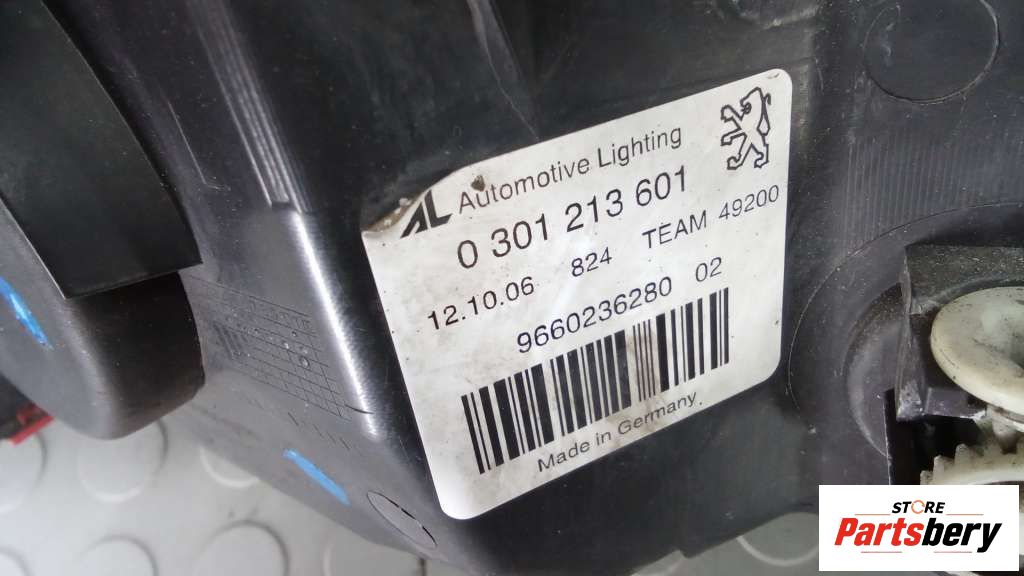 AL Automotive Lighting
0 301 213 601
12.10.06 824 TEAM 49200
9660236280 02
Made in Germany
STORE
Partsbery